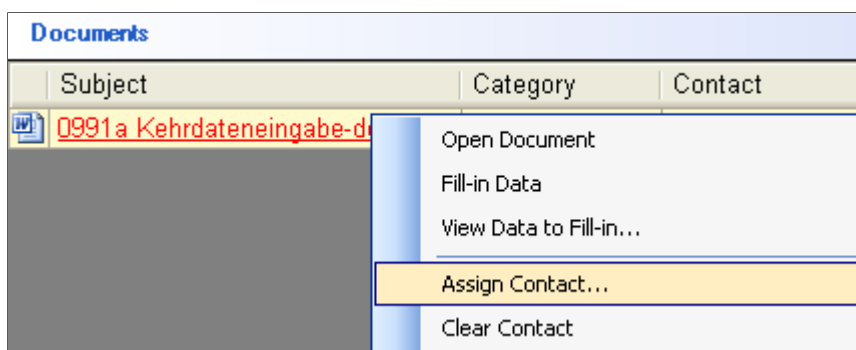 Documents
Subject Category Contact
0991a Kehrdateneingabe-d
Open Document
Fill-in Data
View Data to Fill-in...
Assign Contact...
Clear Contact